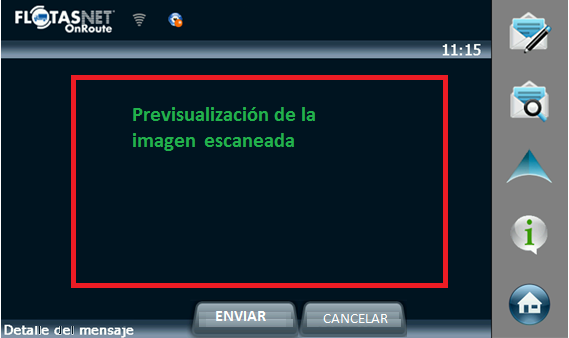 FLOTASNET
OnRoute
11:15
Previsualización de la
imagen escaneada
ENVIAR
CANCELAR
Detalle del mensaje